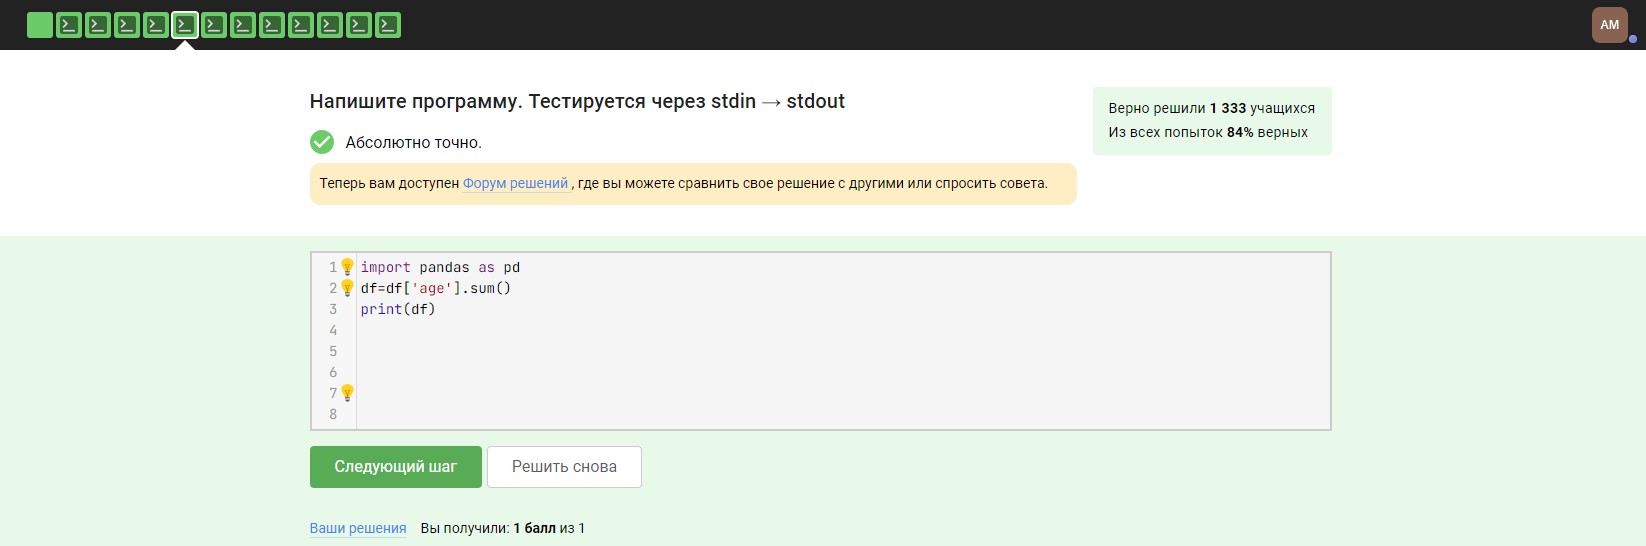 AM
Напишите программу. Тестируется через stdin → stdout
Верно решили 1 333 учащихся
Из всех попыток 84% верных
Абсолютно точно.
Теперь вам доступен Форум решений , где вы можете сравнить свое решение с другими или спросить совета.
1 import pandas as pd
2 df=df['age'].sum()
3 print(df)
4
5
6
7
8
Следующий шаг Решить снова
Ваши решения Вы получили: 1 балл из 1